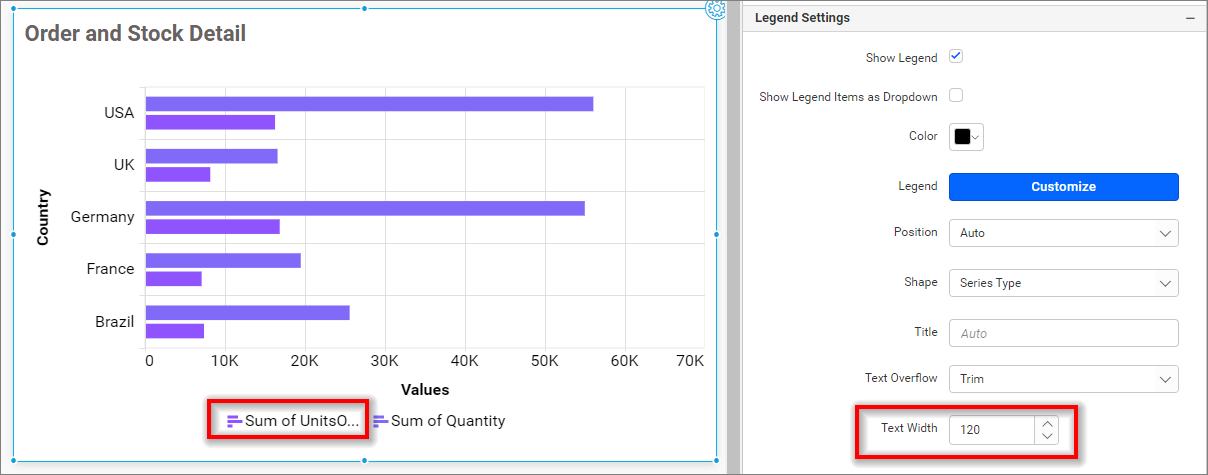 Order and Stock Detail
USA
UK
Germany
France
Brazil
Country
0 10K 20K 30K 40K 50K 60K 70K
Values
Sum of UnitsO... Sum of Quantity
Legend Settings
Show Legend
Show Legend Items as Dropdown
Color
Legend Customize
Position Auto
Shape Series Type
Title Auto
Text Overflow Trim
Text Width 120